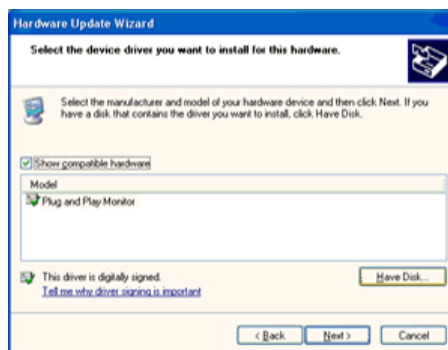 Hardware Update Wizard
Select the device driver you want to install for this hardware.
Select the manufacturer and model of your hardware device and then click Next. If you
have a disk that contains the driver you want to install, click Have Disk.
Show compatible hardware
Model
Plug and Play Monitor
This driver is digitally signed.
Tell me why driver signing is important
Have Disk...
< Back
Next >
Cancel